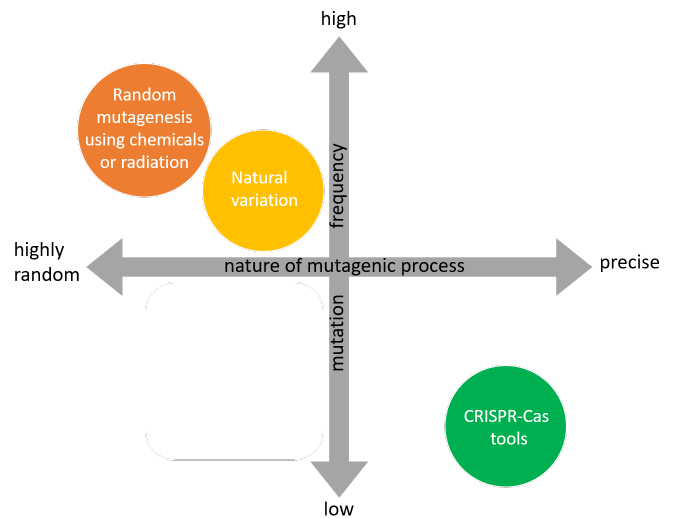 high
Random
mutagenesis
using chemicals
or radiation
Natural
variation
frequency
highly
random
nature of mutagenic process
precise
mutation
CRISPR-Cas
tools
low